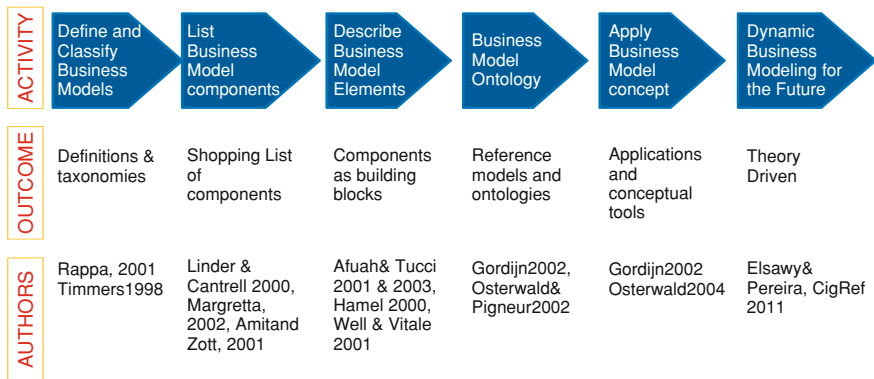 ACTIVITY
Define and
Classify
Business
Models
List
Business
Model
components
Describe
Business
Model
Elements
Business
Model
Ontology
Apply
Business
Model
concept
Dynamic
Business
Modeling for
the Future
OUTCOME
Definitions &
taxonomies
Shopping List
of
components
Components
as building
blocks
Reference
models and
ontologies
Applications
and
conceptual
tools
Theory
Driven
AUTHORS
Rappa, 2001
Timmers1998
Linder &
Cantrell 2000,
Margretta,
2002, Amitand
Zott, 2001
Afuah& Tucci
2001 & 2003,
Hamel 2000,
Well & Vitale
2001
Gordijn2002,
Osterwald&
Pigneur2002
Gordijn2002
Osterwald2004
Elsawy&
Pereira, CigRef
2011